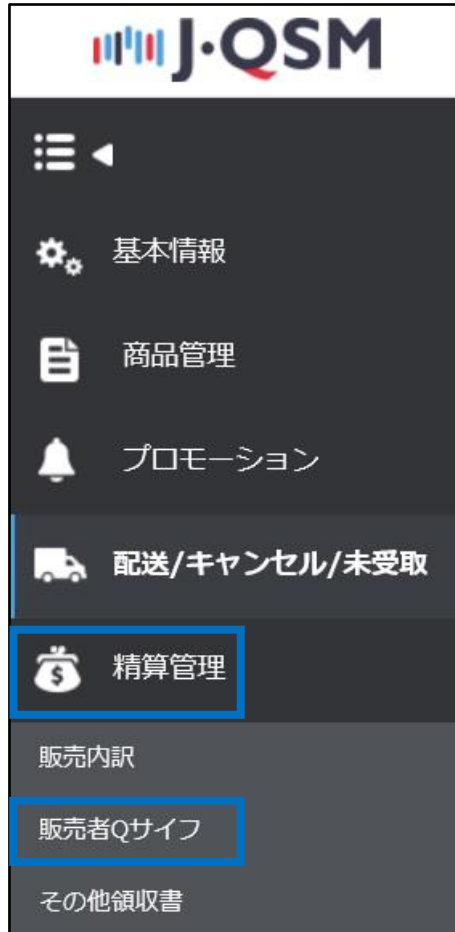 J·QSM
基本情報
商品管理
プロモーション
配送/キャンセル/未受取
$ 精算管理
販売内訳
販売者Qサイフ
その他領収書